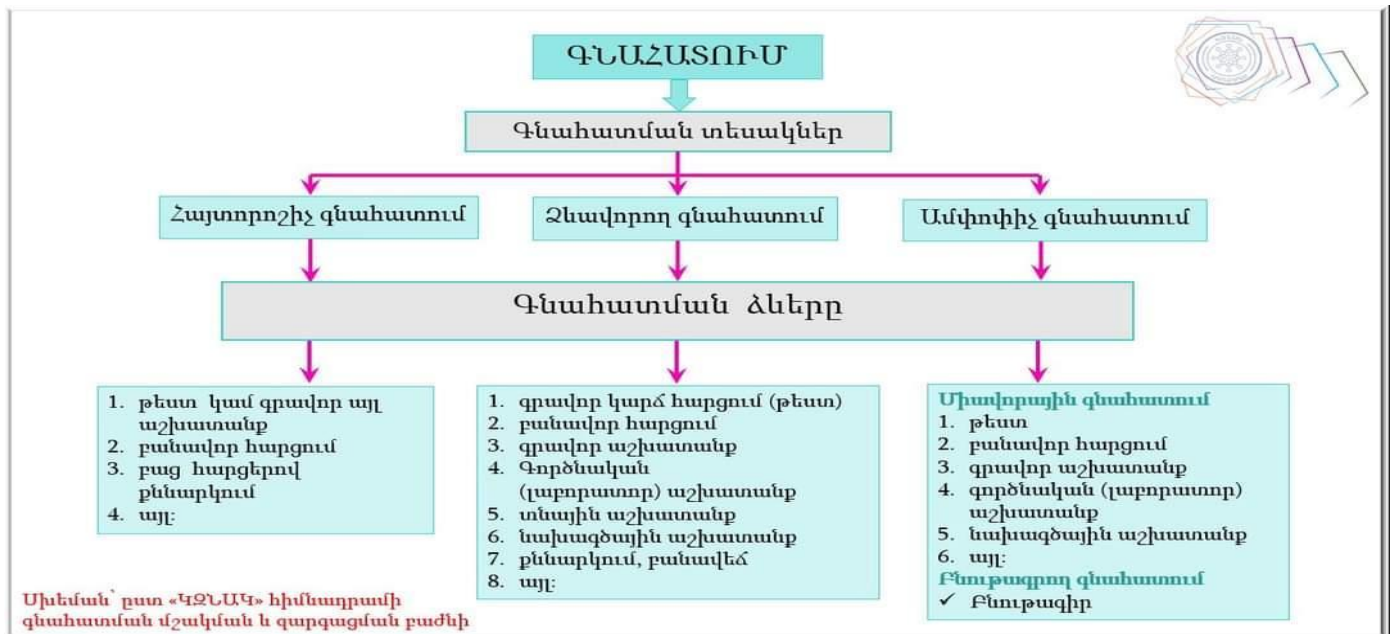 ԳՆԱՀԱՏՈՒՄ
Գնահատման տեսակներ
Հայտորոշիչ գնահատում
Ձևավորող գնահատում
Ամփոփիչ գնահատում
Գնահատման ձևերը
1. թեստ կամ գրավոր այլ
աշխատանք
2. բանավոր հարցում
3. բաց հարցերով
քննարկում
4. այլ։
1. գրավոր կարճ հարցում (թեստ)
2. բանավոր հարցում
3. գրավոր աշխատանք
4. Գործնական
(լաբորատոր) աշխատանք
5. տնային աշխատանք
6. նախագծային աշխատանք
7. քննարկում, բանավեճ
8. այլ։
Միավորային գնահատում
1. թեստ
2. բանավոր հարցում
3. գրավոր աշխատանք
4. գործնական (լաբորատոր)
աշխատանք
5. նախագծային աշխատանք
6. այլ։
Բնութագրող գնահատում
✓ Բնութագիր
Սխեման՝ ըստ «ԿԶՆԱԿ» հիմնադրամի
գնահատման մշակման և զարգացման բաժնի